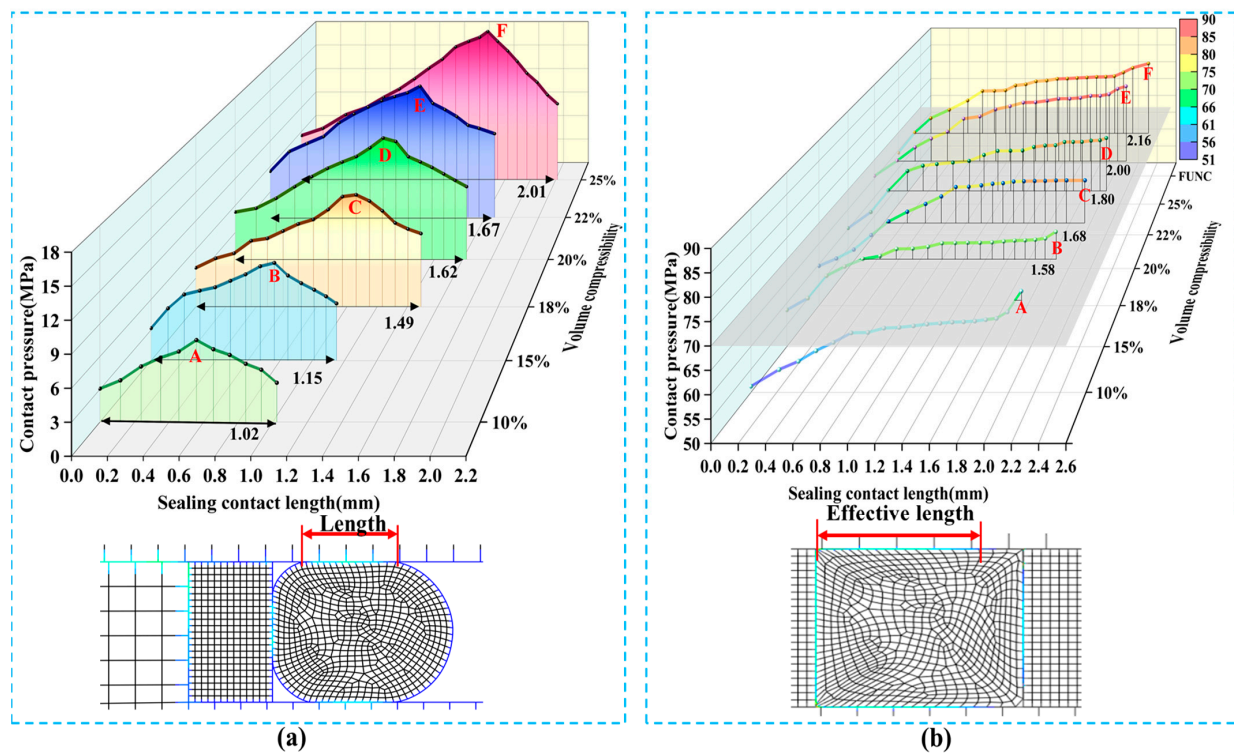 F
E
D
C
B
A
2.01
1.67
1.62
1.49
1.15
1.02
25%
22%
20%
18%
15%
10%
Volume compressibility
18
15
12
9
6
3
0
Contact pressure(MPa)
0.0 0.2 0.4 0.6 0.8 1.0 1.2 1.4 1.6 1.8 2.0 2.2
Sealing contact length(mm)
Length
(a)
90
85
80
75
70
66
61
56
51
FUNC
F
E
D
C
B
A
2.16
2.00
1.80
1.68
1.58
25%
22%
20%
18%
15%
10%
Volume compressibility
90
85
80
75
70
65
60
55
50
Contact pressure(MPa)
0.0 0.2 0.4 0.6 0.8 1.0 1.2 1.4 1.6 1.8 2.0 2.2 2.4 2.6
Sealing contact length(mm)
Effective length
(b)